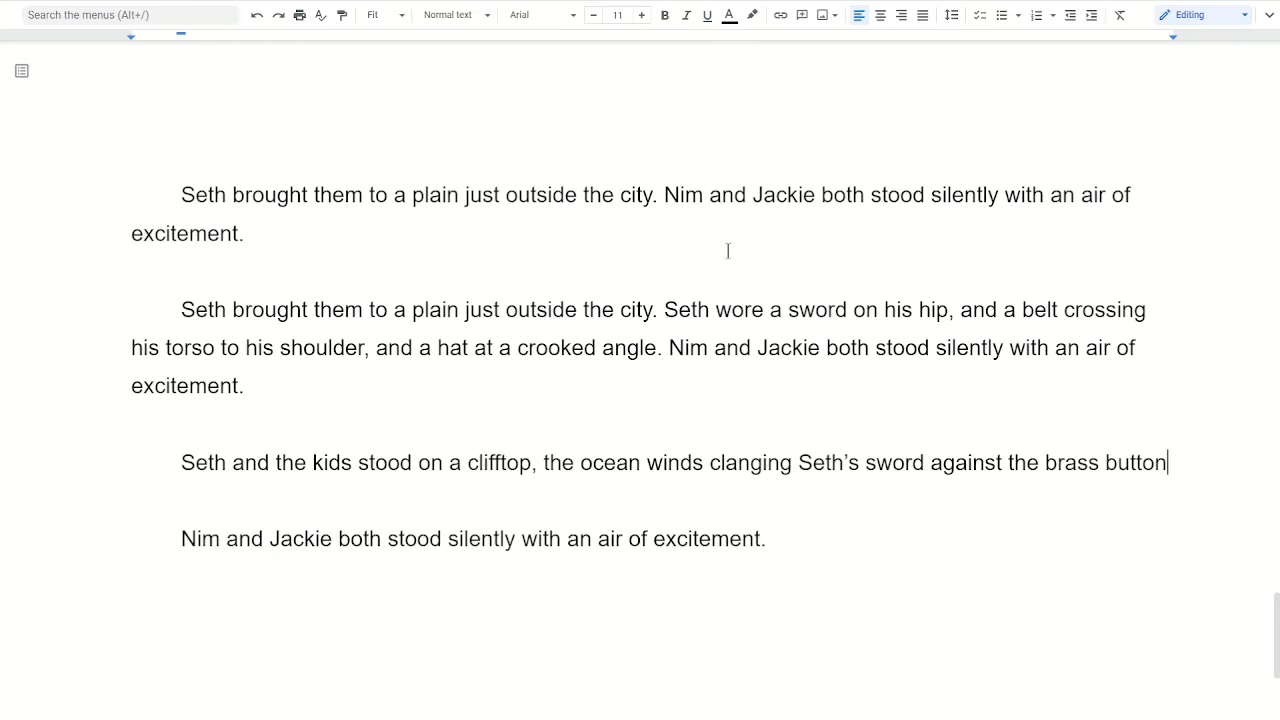 Search the menus (Alt+/)
Fit
Normal text
Arial
− 11 +
B I U A
Editing
Seth brought them to a plain just outside the city. Nim and Jackie both stood silently with an air of
excitement.
Seth brought them to a plain just outside the city. Seth wore a sword on his hip, and a belt crossing
his torso to his shoulder, and a hat at a crooked angle. Nim and Jackie both stood silently with an air of
excitement.
Seth and the kids stood on a clifftop, the ocean winds clanging Seth’s sword against the brass button
Nim and Jackie both stood silently with an air of excitement.